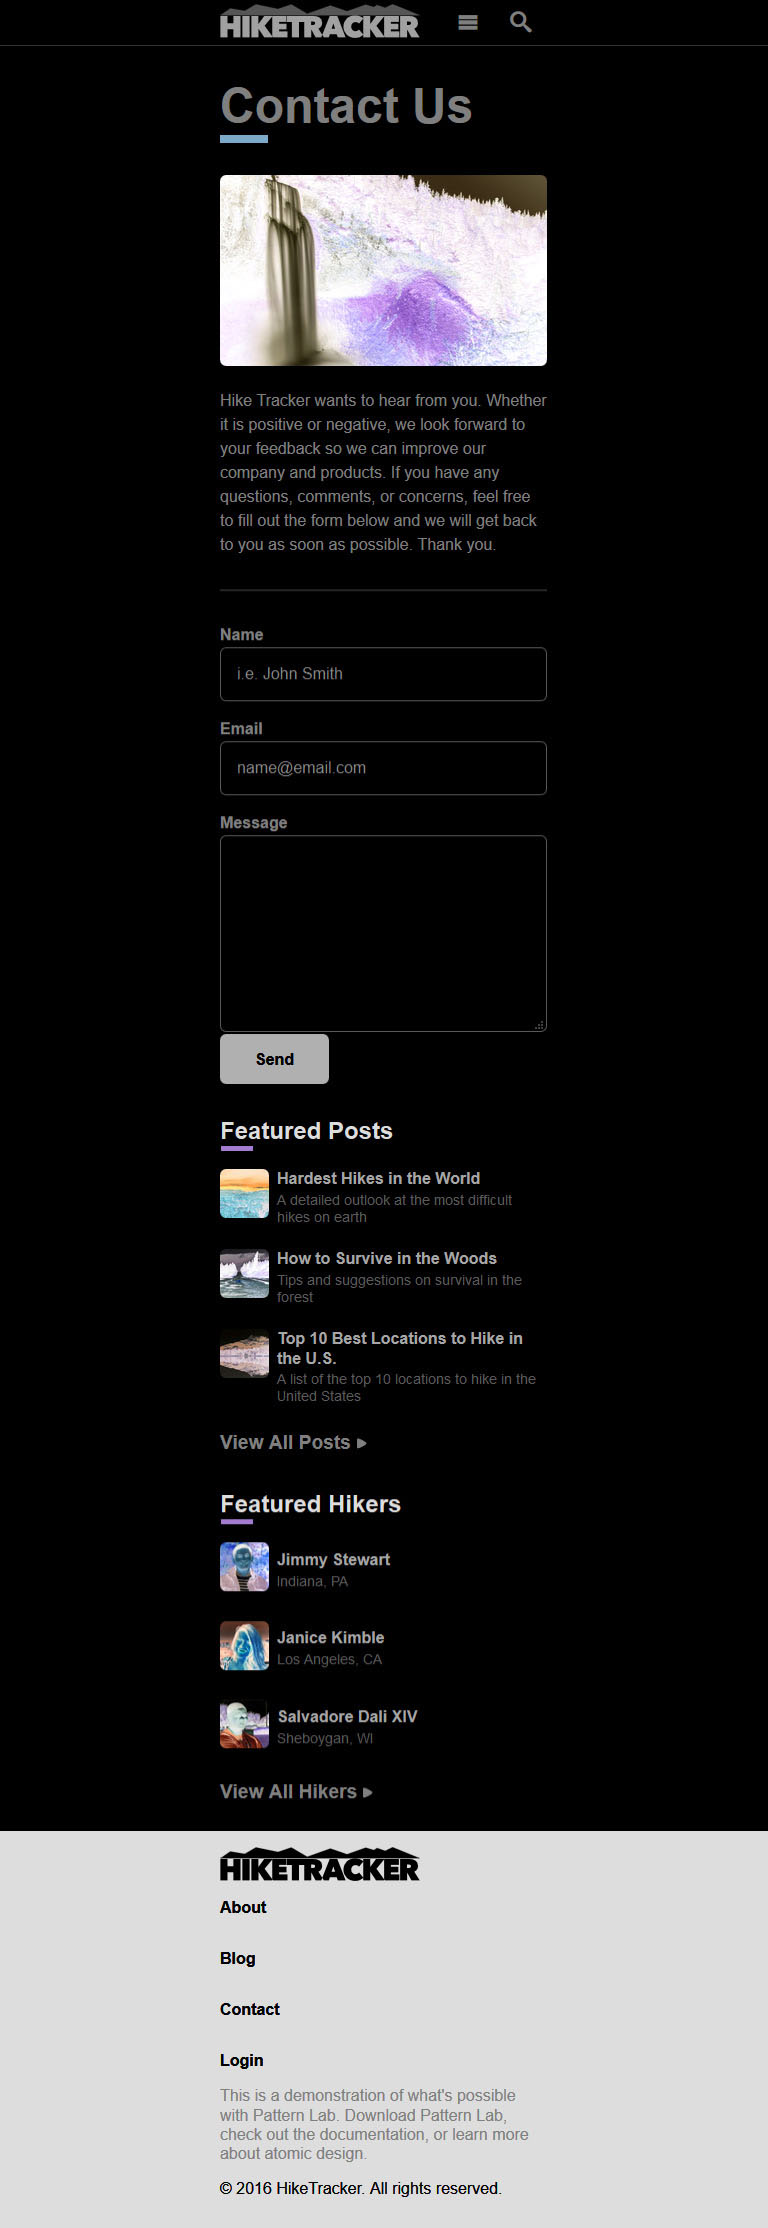 HIKETRACKER
Contact Us
Hike Tracker wants to hear from you. Whether
it is positive or negative, we look forward to
your feedback so we can improve our
company and products. If you have any
questions, comments, or concerns, feel free
to fill out the form below and we will get back
to you as soon as possible. Thank you.
Name
i.e. John Smith
Email
name@email.com
Message
Send
Featured Posts
Hardest Hikes in the World
A detailed outlook at the most difficult
hikes on earth
How to Survive in the Woods
Tips and suggestions on survival in the
forest
Top 10 Best Locations to Hike in
the U.S.
A list of the top 10 locations to hike in the
United States
View All Posts
Featured Hikers
Jimmy Stewart
Indiana, PA
Janice Kimble
Los Angeles, CA
Salvadore Dali XIV
Sheboygan, WI
View All Hikers
HIKETRACKER
About
Blog
Contact
Login
This is a demonstration of what's possible
with Pattern Lab. Download Pattern Lab,
check out the documentation, or learn more
about atomic design.
© 2016 HikeTracker. All rights reserved.